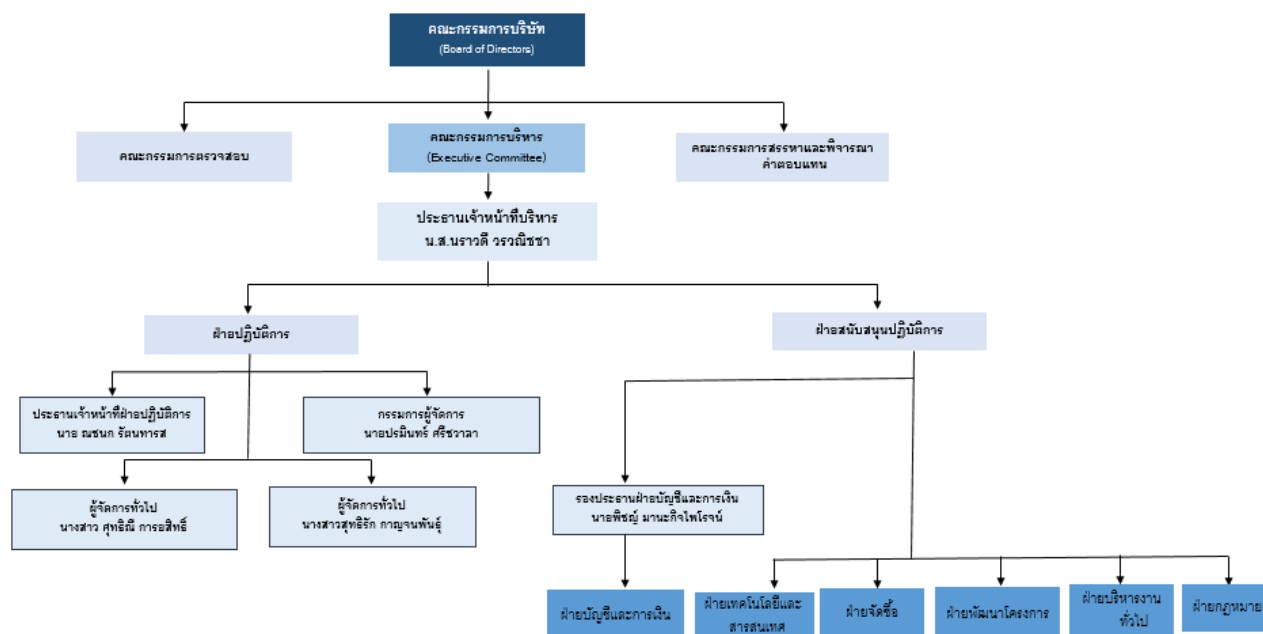 คณะกรรมการบริษัท
(Board of Directors)
คณะกรรมการตรวจสอบ
คณะกรรมการบริหาร
(Executive Committee)
คณะกรรมการสรรหาและพิจารณา
ค่าตอบแทน
ประธานเจ้าหน้าที่บริหาร
น.ส.นราวดี วรวณิชชา
ฝ่ายปฏิบัติการ
ฝ่ายสนับสนุนปฏิบัติการ
ประธานเจ้าหน้าที่ฝ่ายปฏิบัติการ
นาย ณชนก รัตนทารส
กรรมการผู้จัดการ
นายปรมินทร์ ศรีชวาลา
ผู้จัดการทั่วไป
นางสาว ศุทธิณี การอสิทธิ์
ผู้จัดการทั่วไป
นางสาวสุทธิรัก กาญจนพันธุ์
รองประธานฝ่ายบัญชีและการเงิน
นายพิชญ์ มานะกิจไพโรจน์
ฝ่ายบัญชีและการเงิน
ฝ่ายเทคโนโลยีและ
สารสนเทศ
ฝ่ายจัดซื้อ
ฝ่ายพัฒนาโครงการ
ฝ่ายบริหารงาน
ทั่วไป
ฝ่ายกฎหมาย